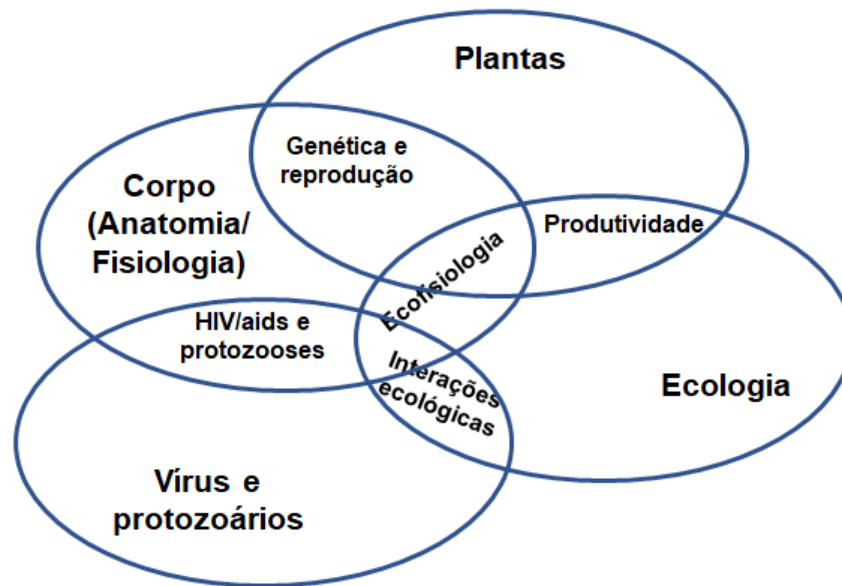 Plantas
Genética e
reprodução
Corpo
(Anatomia/
Fisiologia)
Produtividade
Ecofisiologia
HIV/aids e
protozooses
Interações
ecológicas
Ecologia
Vírus e
protozoários